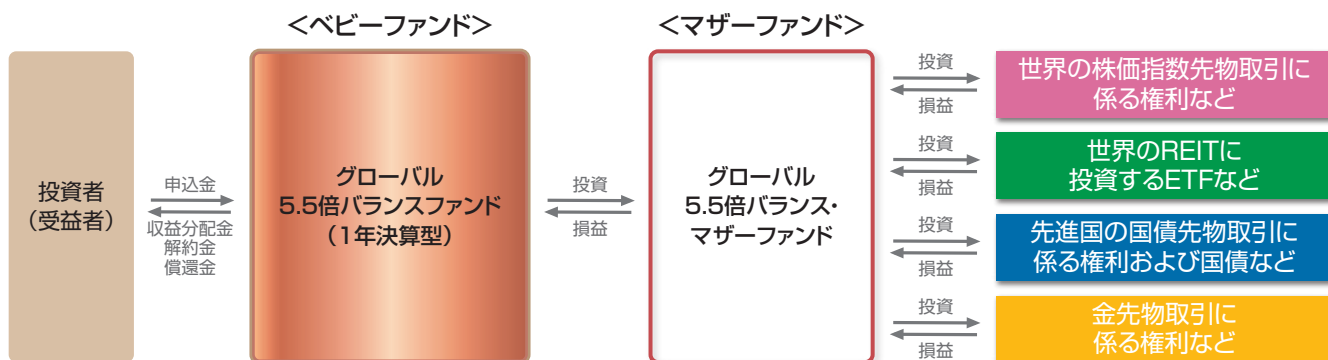 ＜ベビーファンド＞
＜マザーファンド＞
投資者
（受益者）
申込金
収益分配金
解約金
償還金
グローバル
5.5倍バランスファンド
（1年決算型）
投資
損益
グローバル
5.5倍バランス・
マザーファンド
投資
損益
世界の株価指数先物取引に
係る権利など
投資
損益
世界のREITに
投資するETFなど
投資
損益
先進国の国債先物取引に
係る権利および国債など
投資
損益
金先物取引に
係る権利など